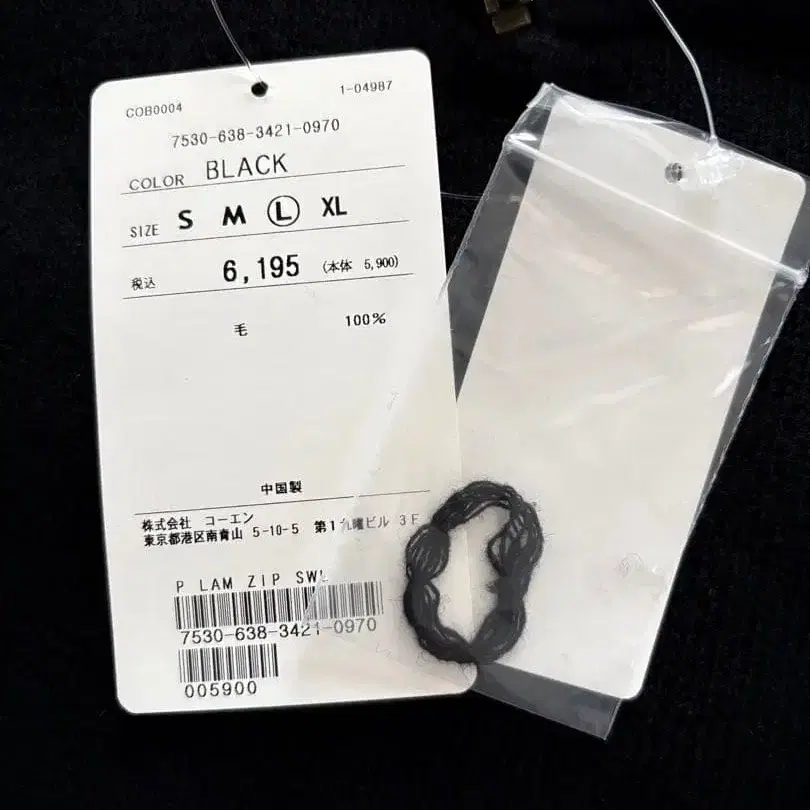 COB0004 1-04987
7530-638-3421-0970
COLOR BLACK
SIZE S M L XL
税込 6,195 (本体 5,900)
毛 100%
中国製
株式会社 コーエン
東京都港区南青山 5-10-5 第1九曜ビル 3F
P LAM ZIP SW
7530-638-3421-0970
005900